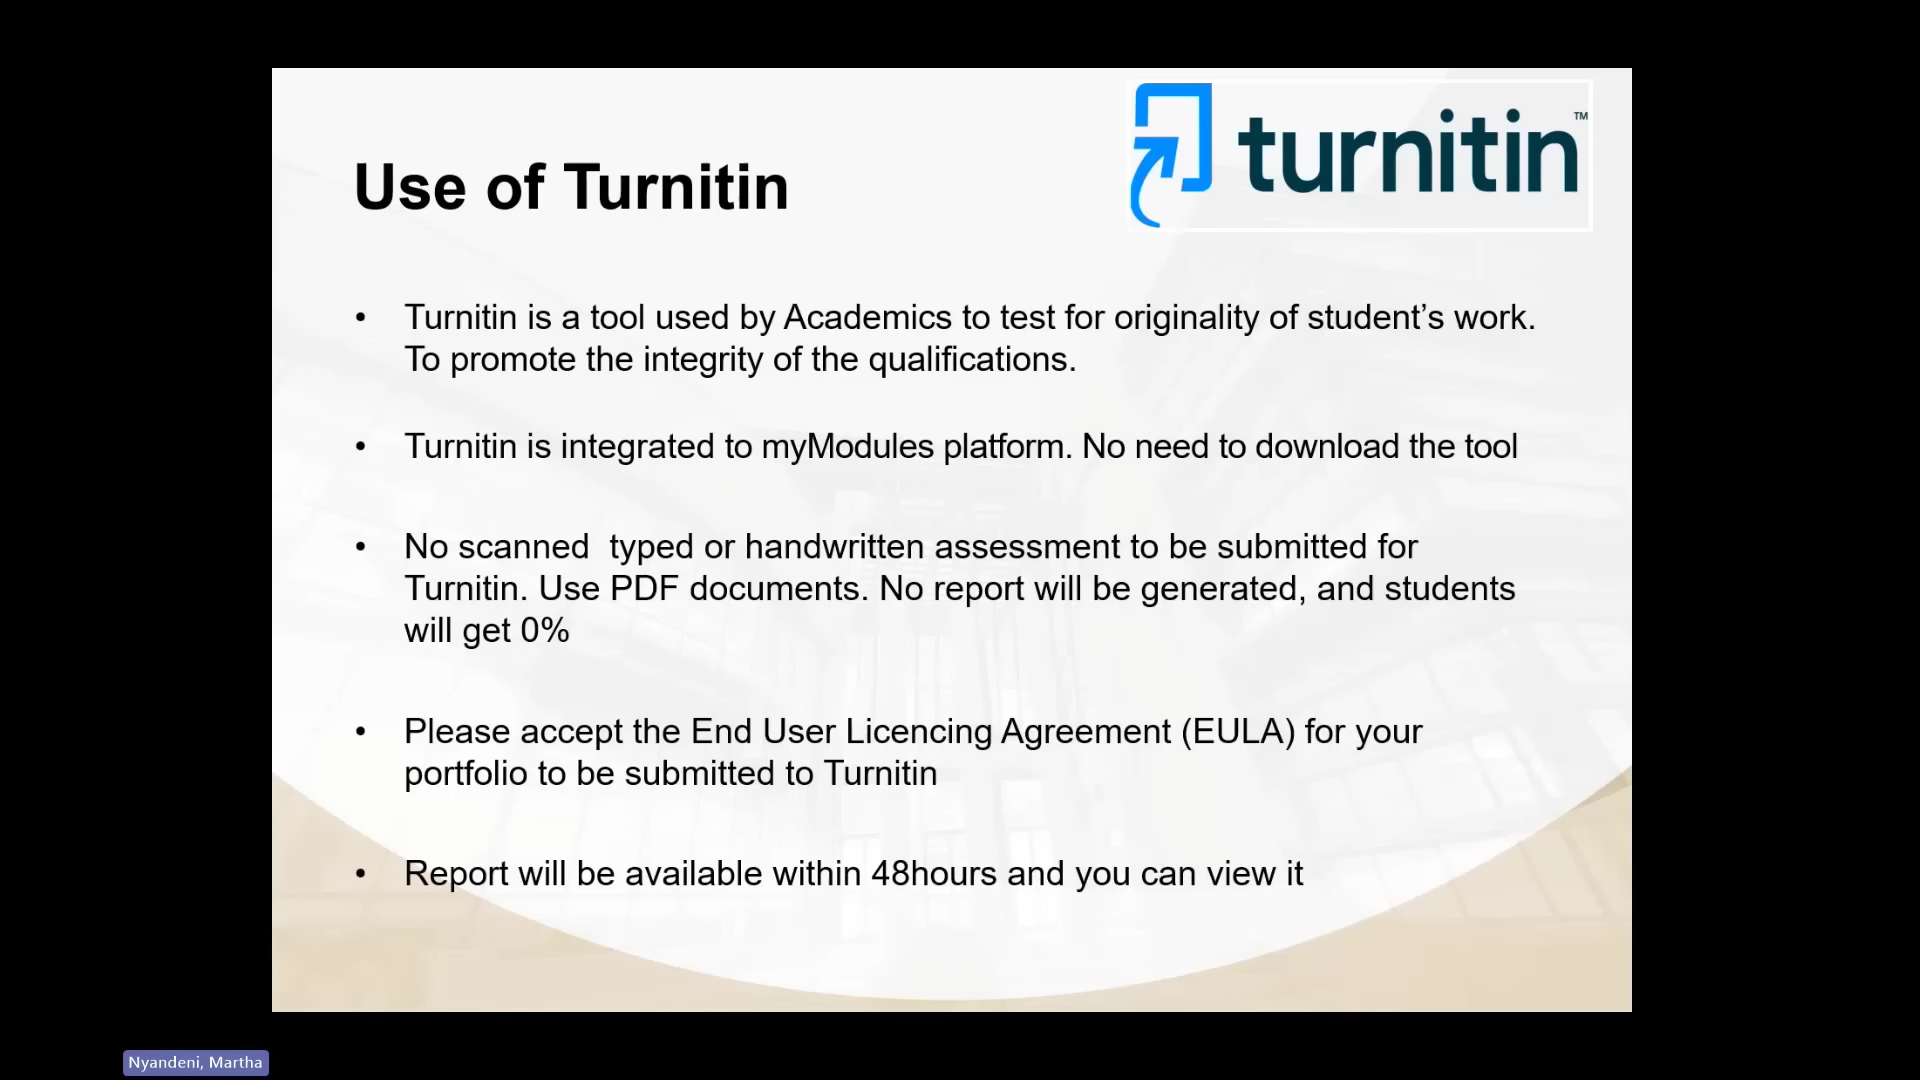 turnitin™
Use of Turnitin
• Turnitin is a tool used by Academics to test for originality of student’s work.
To promote the integrity of the qualifications.
• Turnitin is integrated to myModules platform. No need to download the tool
• No scanned  typed or handwritten assessment to be submitted for
Turnitin. Use PDF documents. No report will be generated, and students
will get 0%
• Please accept the End User Licencing Agreement (EULA) for your
portfolio to be submitted to Turnitin
• Report will be available within 48hours and you can view it
Nyandeni, Martha